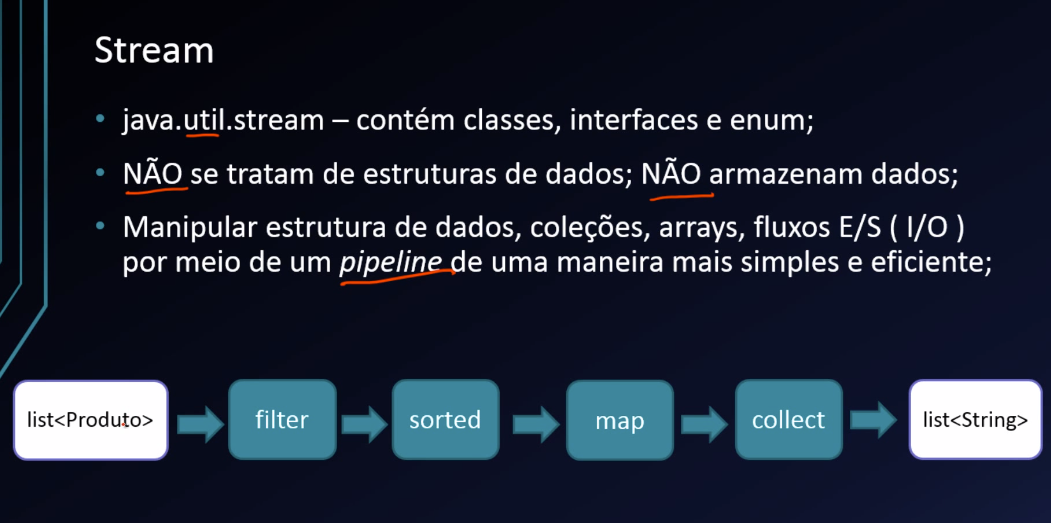 Stream
• java.util.stream – contém classes, interfaces e enum;
• NÃO se tratam de estruturas de dados; NÃO armazenam dados;
• Manipular estrutura de dados, coleções, arrays, fluxos E/S ( I/O )
por meio de um pipeline de uma maneira mais simples e eficiente;
list<Produto>
filter
sorted
map
collect
list<String>